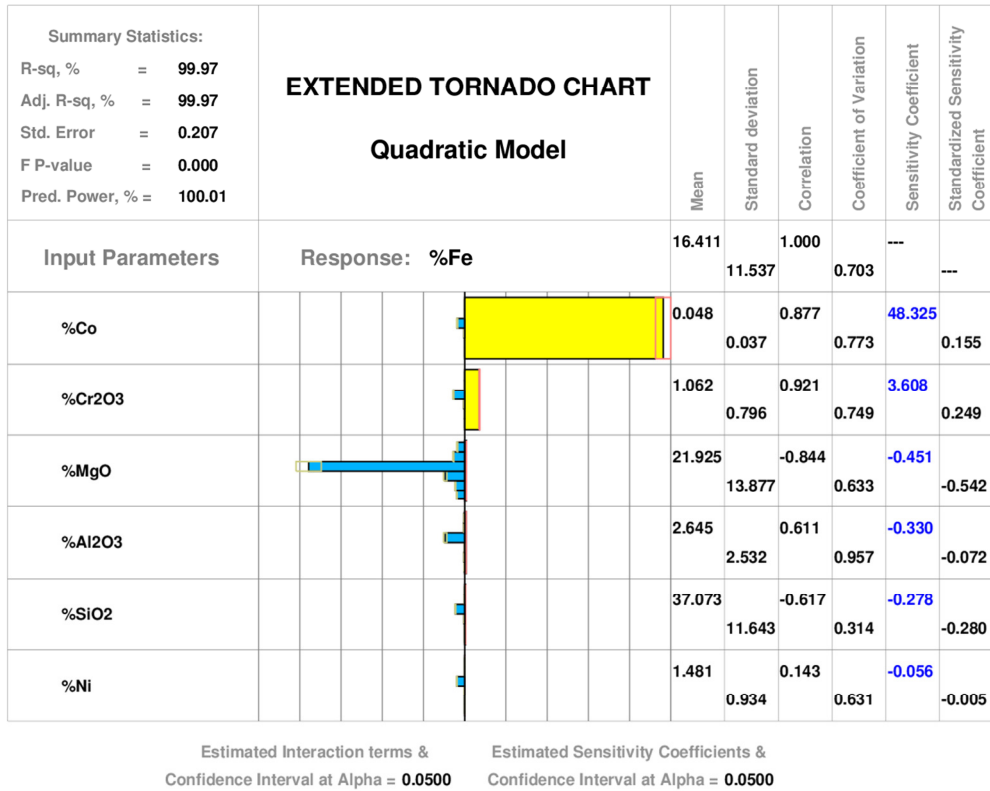 Summary Statistics:
R-sq, % = 99.97
Adj. R-sq, % = 99.97
Std. Error = 0.207
F P-value = 0.000
Pred. Power, % = 100.01
EXTENDED TORNADO CHART
Quadratic Model
Mean
Standard deviation
Correlation
Coefficient of Variation
Sensitivity Coefficient
Standardized Sensitivity
Coefficient
Input Parameters
Response: %Fe
16.411 1.000 ---
11.537 0.703 ---
%Co
0.048 0.877 48.325
0.037 0.773 0.155
%Cr2O3
1.062 0.921 3.608
0.796 0.749 0.249
%MgO
21.925 -0.844 -0.451
13.877 0.633 -0.542
%Al2O3
2.645 0.611 -0.330
2.532 0.957 -0.072
%SiO2
37.073 -0.617 -0.278
11.643 0.314 -0.280
%Ni
1.481 0.143 -0.056
0.934 0.631 -0.005
Estimated Interaction terms &
Confidence Interval at Alpha = 0.0500
Estimated Sensitivity Coefficients &
Confidence Interval at Alpha = 0.0500